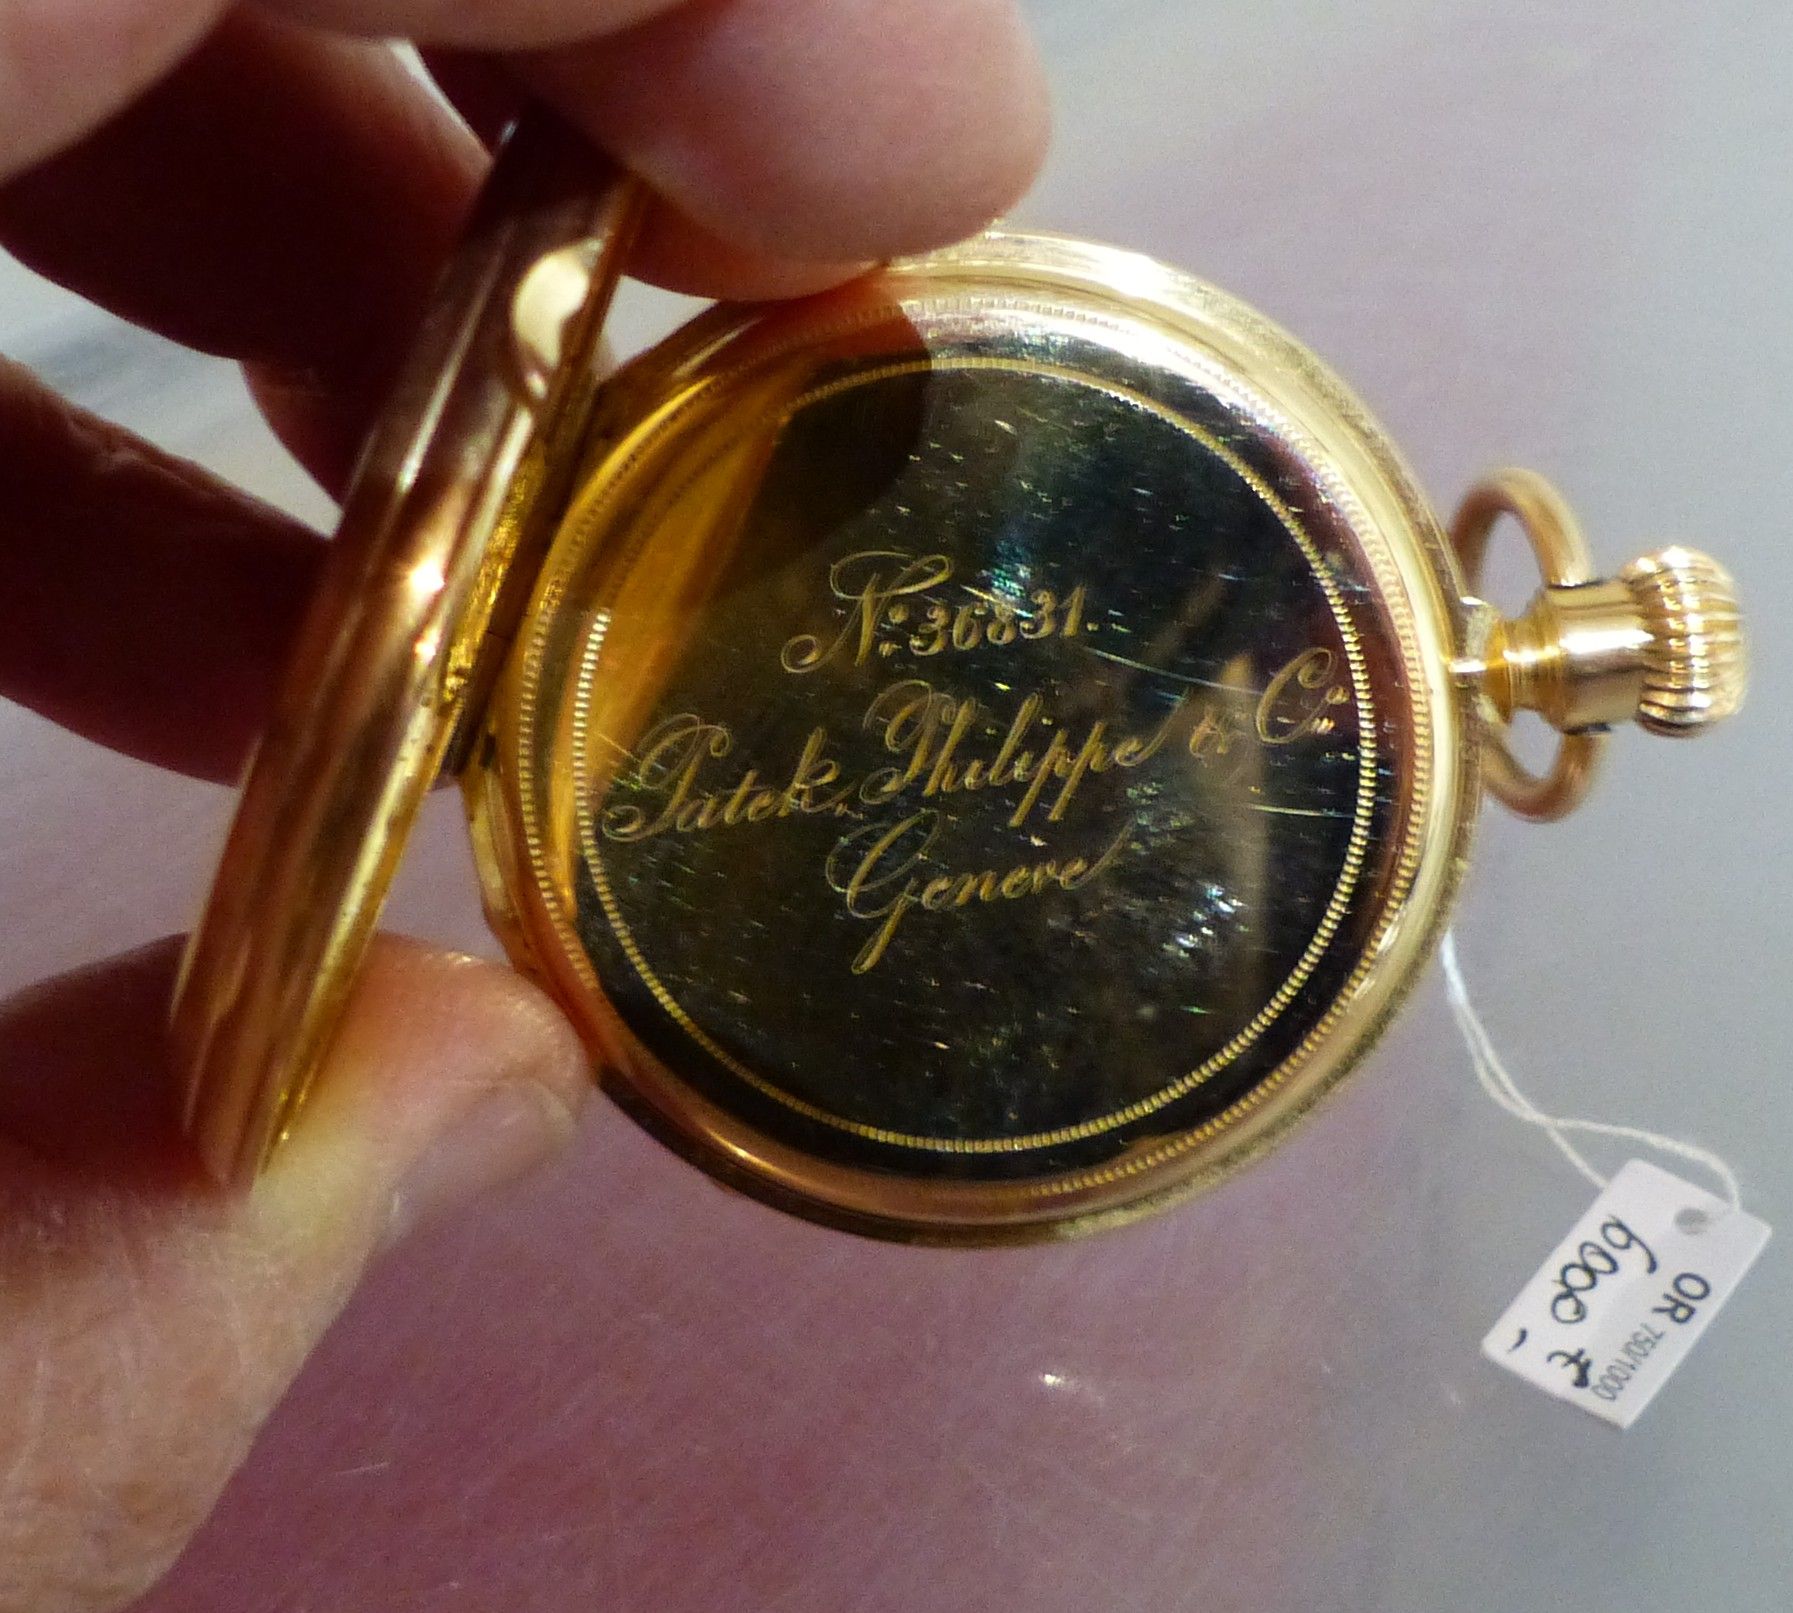 No. 36831.
Patek, Philippe & Co.
Geneve
OR 750/1000
6000